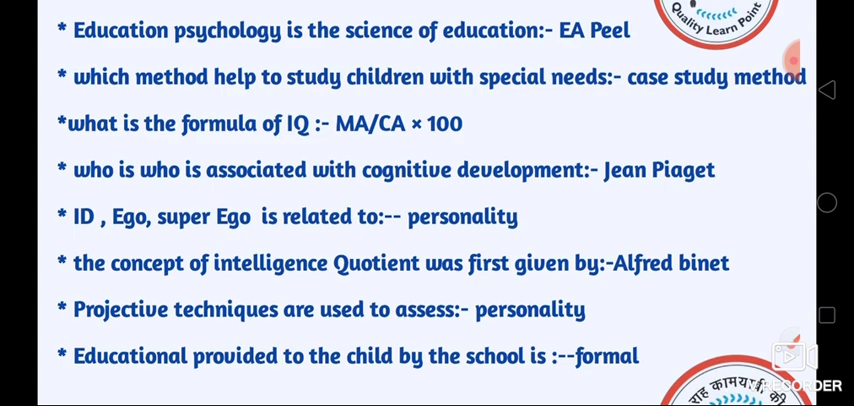 Quality Learn Point
* Education psychology is the science of education:- EA Peel
* which method help to study children with special needs:- case study method
*what is the formula of IQ :- MA/CA × 100
* who is who is associated with cognitive development:- Jean Piaget
* ID , Ego, super Ego is related to:-- personality
* the concept of intelligence Quotient was first given by:-Alfred binet
* Projective techniques are used to assess:- personality
* Educational provided to the child by the school is :--formal
राह कामयाबी की
RECORDER